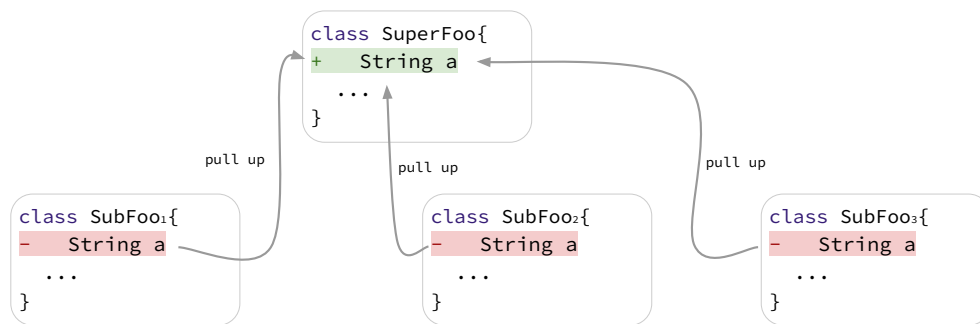 class SuperFoo{
+   String a
  ...
}
pull up
pull up
pull up
class SubFoo₁{
-   String a
  ...
}
class SubFoo₂{
-   String a
  ...
}
class SubFoo₃{
-   String a
  ...
}